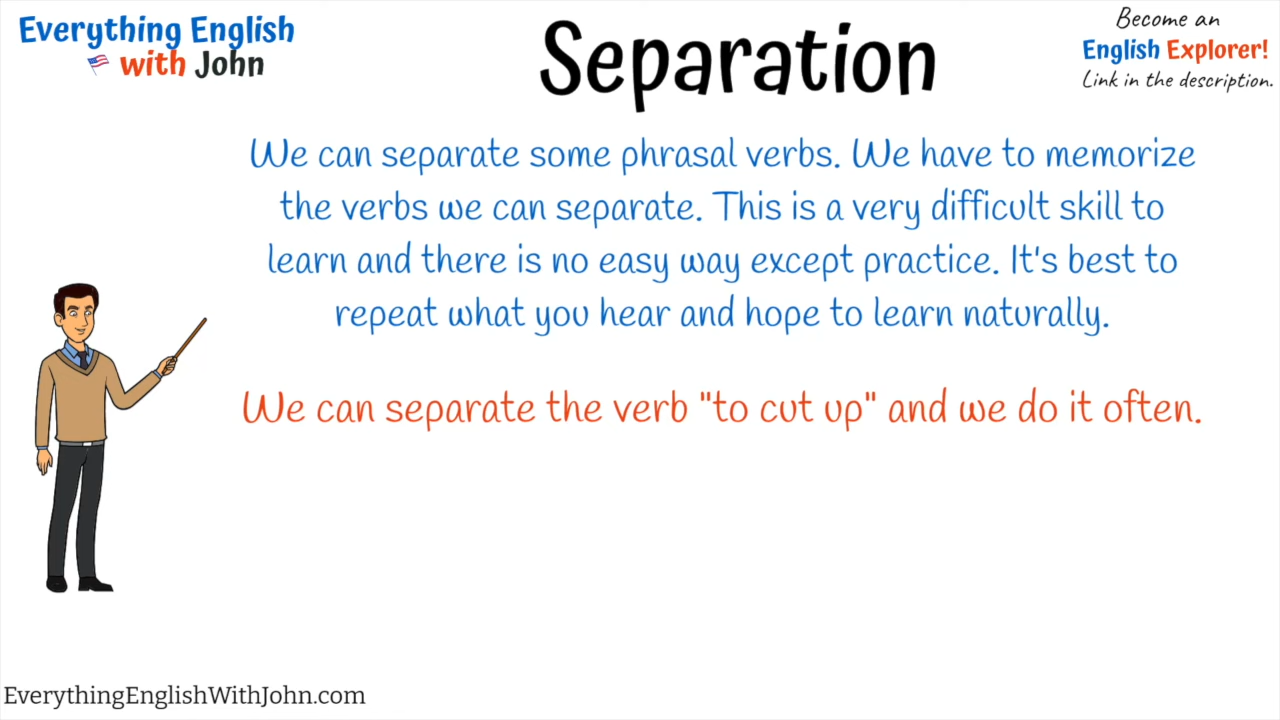 Everything English
with John
Separation
Become an
English Explorer!
Link in the description.
We can separate some phrasal verbs. We have to memorize
the verbs we can separate. This is a very difficult skill to
learn and there is no easy way except practice. It's best to
repeat what you hear and hope to learn naturally.
We can separate the verb "to cut up" and we do it often.
EverythingEnglishWithJohn.com